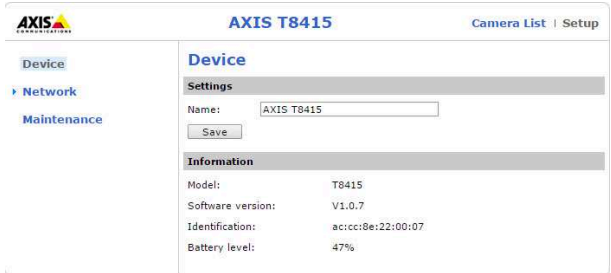 AXIS
COMMUNICATIONS
AXIS T8415
Camera List | Setup
Device
Network
Maintenance
Device
Settings
Name: AXIS T8415
Save
Information
Model: T8415
Software version: V1.0.7
Identification: ac:cc:8e:22:00:07
Battery level: 47%